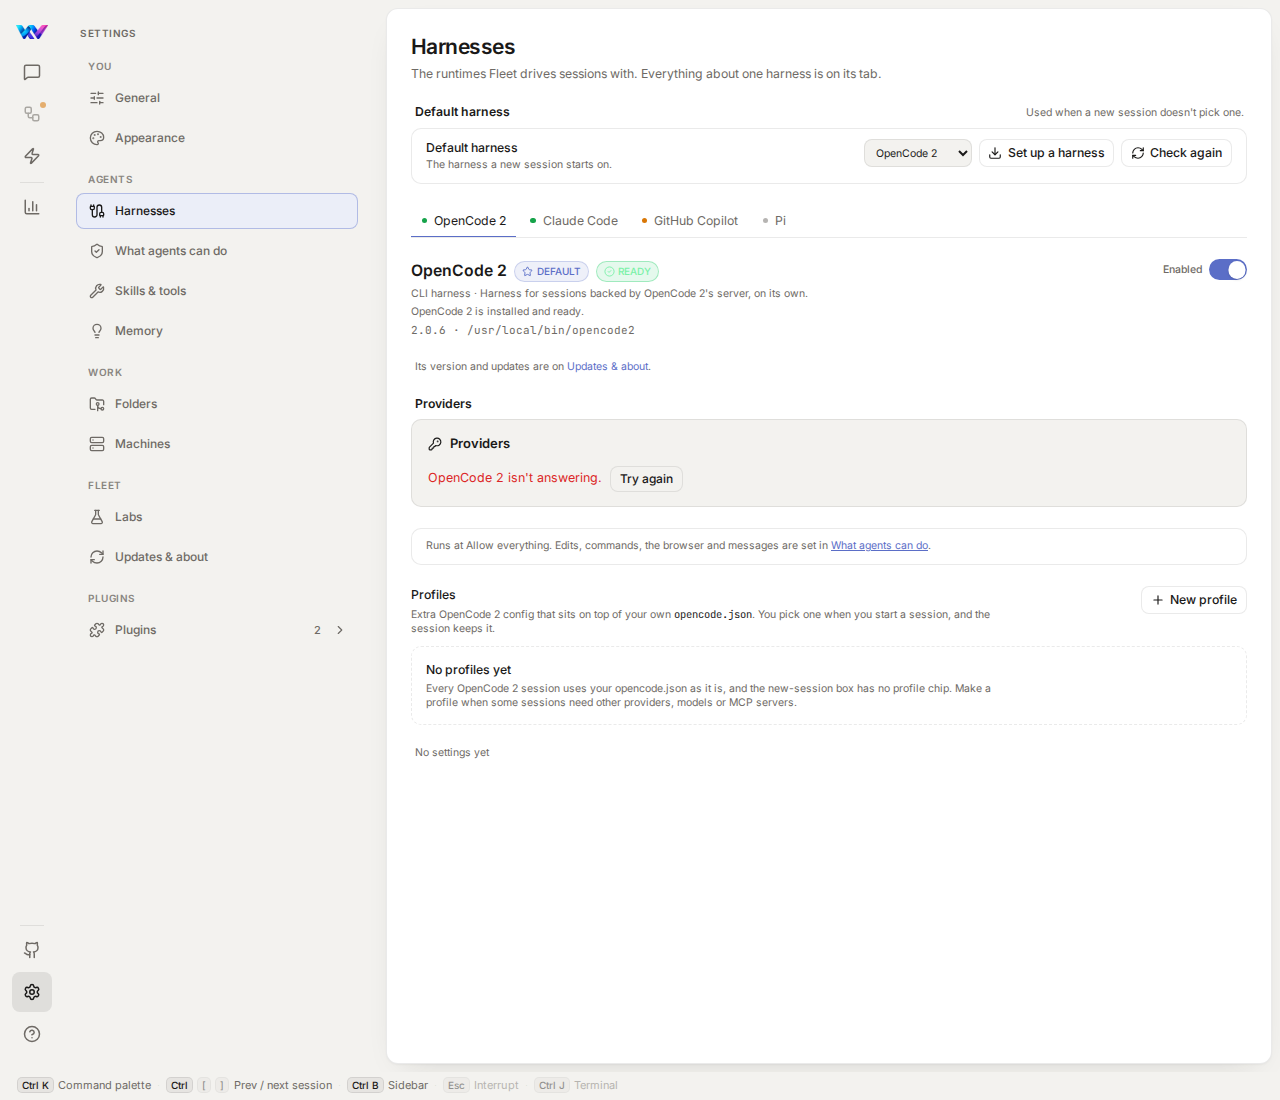 SETTINGS
YOU
General
Appearance
AGENTS
Harnesses
What agents can do
Skills & tools
Memory
WORK
Folders
Machines
FLEET
Labs
Updates & about
PLUGINS
Plugins 2
Harnesses
The runtimes Fleet drives sessions with. Everything about one harness is on its tab.
Default harness Used when a new session doesn't pick one.
Default harness
The harness a new session starts on.
OpenCode 2 Set up a harness Check again
OpenCode 2 Claude Code GitHub Copilot Pi
OpenCode 2 DEFAULT READY Enabled
CLI harness · Harness for sessions backed by OpenCode 2's server, on its own.
OpenCode 2 is installed and ready.
2.0.6 · /usr/local/bin/opencode2
Its version and updates are on Updates & about.
Providers
Providers
OpenCode 2 isn't answering. Try again
Runs at Allow everything. Edits, commands, the browser and messages are set in What agents can do.
Profiles New profile
Extra OpenCode 2 config that sits on top of your own opencode.json. You pick one when you start a session, and the
session keeps it.
No profiles yet
Every OpenCode 2 session uses your opencode.json as it is, and the new-session box has no profile chip. Make a
profile when some sessions need other providers, models or MCP servers.
No settings yet
Ctrl K Command palette Ctrl [ ] Prev / next session Ctrl B Sidebar Esc Interrupt Ctrl J Terminal